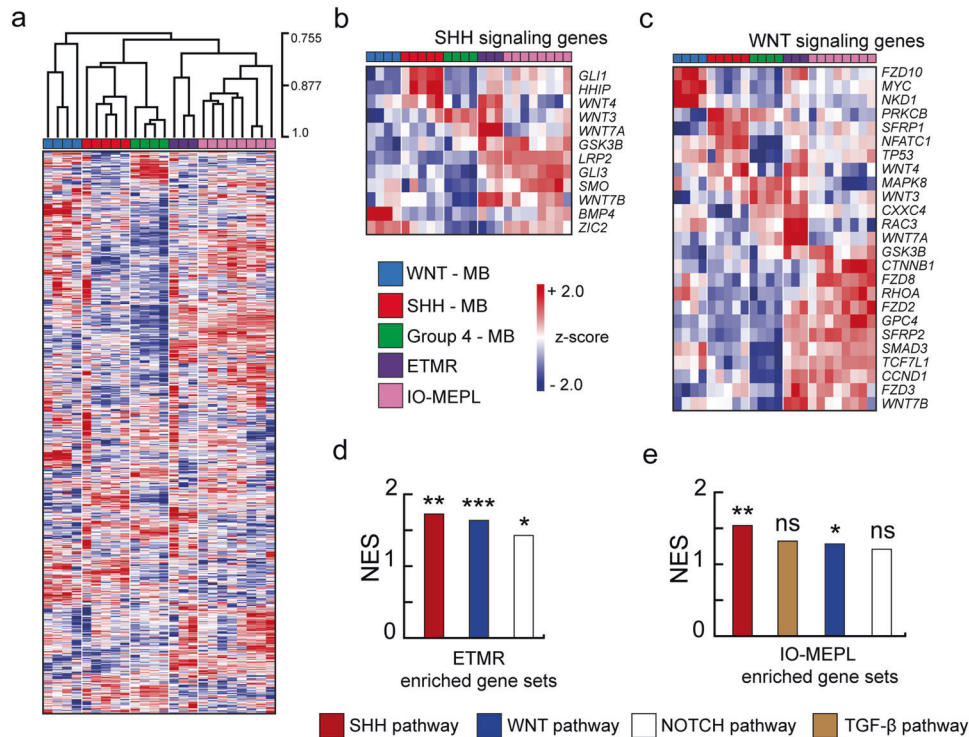 a
0.755
0.877
1.0
b
SHH signaling genes
GLI1
HHIP
WNT4
WNT3
WNT7A
GSK3B
LRP2
GLI3
SMO
WNT7B
BMP4
ZIC2
WNT - MB
SHH - MB
Group 4 - MB
ETMR
IO-MEPL
+ 2.0
z-score
- 2.0
c
WNT signaling genes
FZD10
MYC
NKD1
PRKCB
SFRP1
NFATC1
TP53
WNT4
MAPK8
WNT3
CXXC4
RAC3
WNT7A
GSK3B
CTNNB1
FZD8
RHOA
FZD2
GPC4
SFRP2
SMAD3
TCF7L1
CCND1
FZD3
WNT7B
d
2
1
0
NES
** *** *
ETMR
enriched gene sets
e
2
1
0
NES
** ns * ns
IO-MEPL
enriched gene sets
SHH pathway WNT pathway NOTCH pathway TGF-β pathway